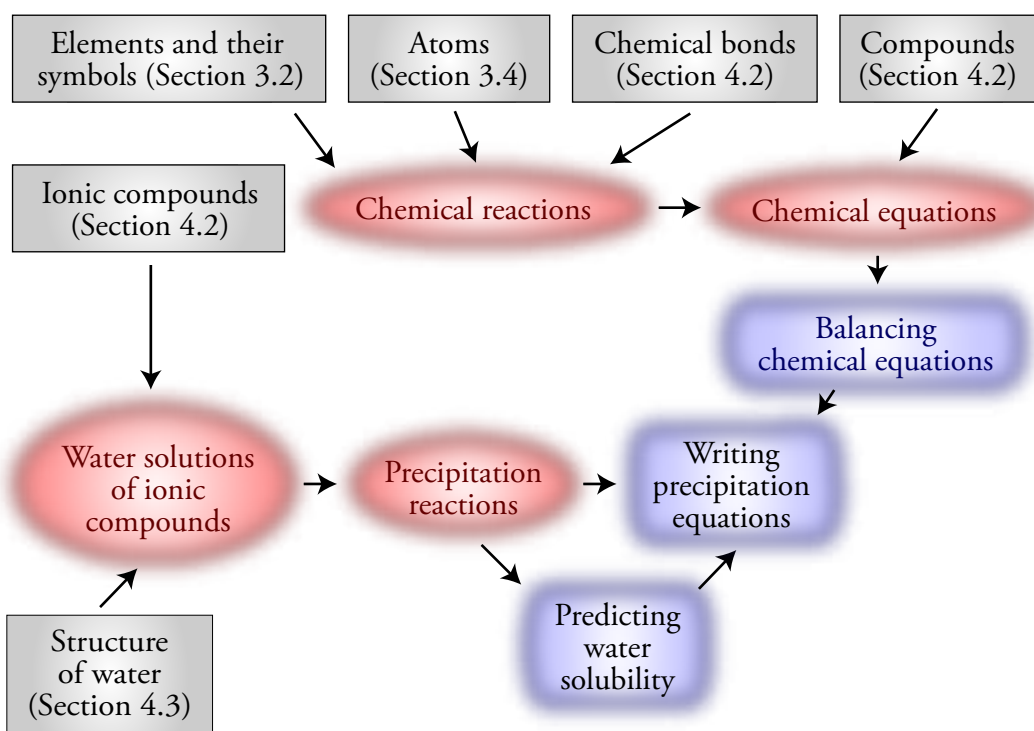 Elements and their
symbols (Section 3.2)
Atoms
(Section 3.4)
Chemical bonds
(Section 4.2)
Compounds
(Section 4.2)
Ionic compounds
(Section 4.2)
Chemical reactions
Chemical equations
Balancing
chemical equations
Water solutions
of ionic
compounds
Precipitation
reactions
Writing
precipitation
equations
Predicting
water
solubility
Structure
of water
(Section 4.3)